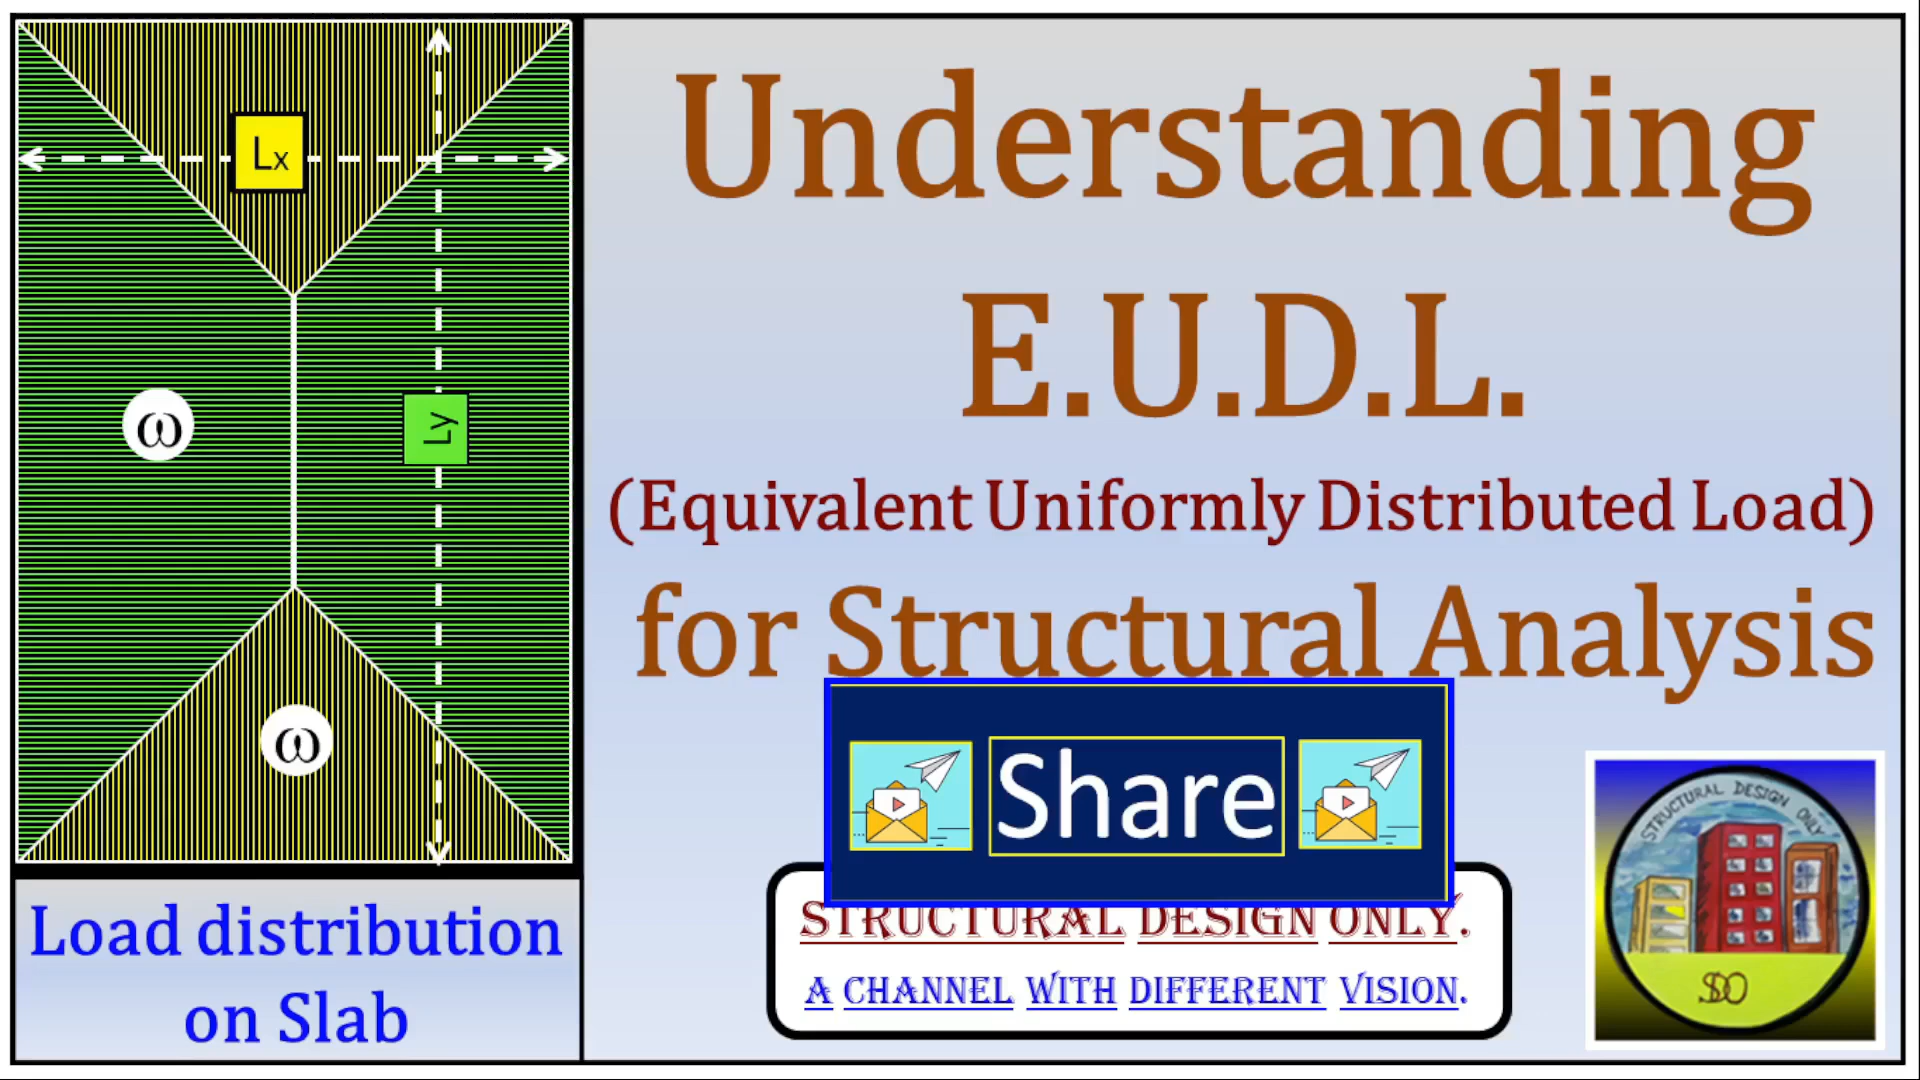 Lx
ω
Ly
ω
Load distribution
on Slab
Understanding
E.U.D.L.
(Equivalent Uniformly Distributed Load)
for Structural Analysis
Share
STRUCTURAL DESIGN ONLY.
A CHANNEL WITH DIFFERENT VISION.
STRUCTURAL DESIGN ONLY
SDO